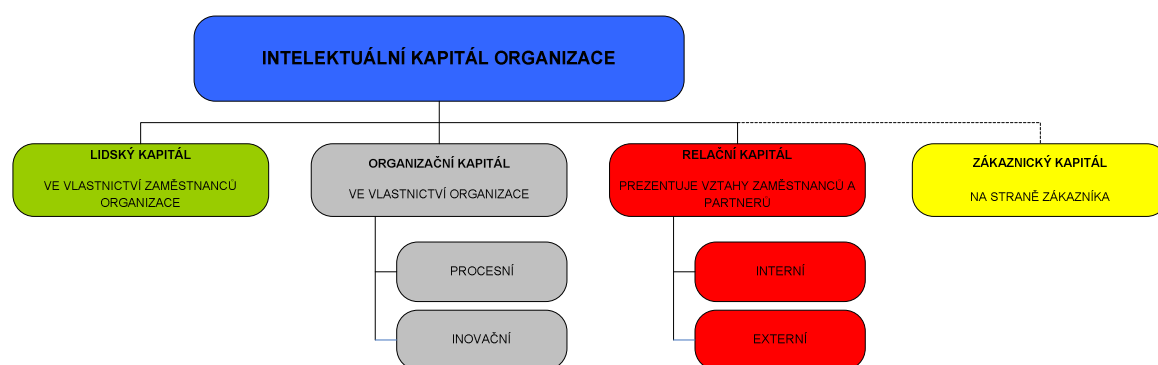 INTELEKTUÁLNÍ KAPITÁL ORGANIZACE
LIDSKÝ KAPITÁL
VE VLASTNICTVÍ ZAMĚSTNANCŮ
ORGANIZACE
ORGANIZAČNÍ KAPITÁL
VE VLASTNICTVÍ ORGANIZACE
RELAČNÍ KAPITÁL
PREZENTUJE VZTAHY ZAMĚSTNANCŮ A
PARTNERŮ
ZÁKAZNICKÝ KAPITÁL
NA STRANĚ ZÁKAZNÍKA
PROCESNÍ
INOVAČNÍ
INTERNÍ
EXTERNÍ